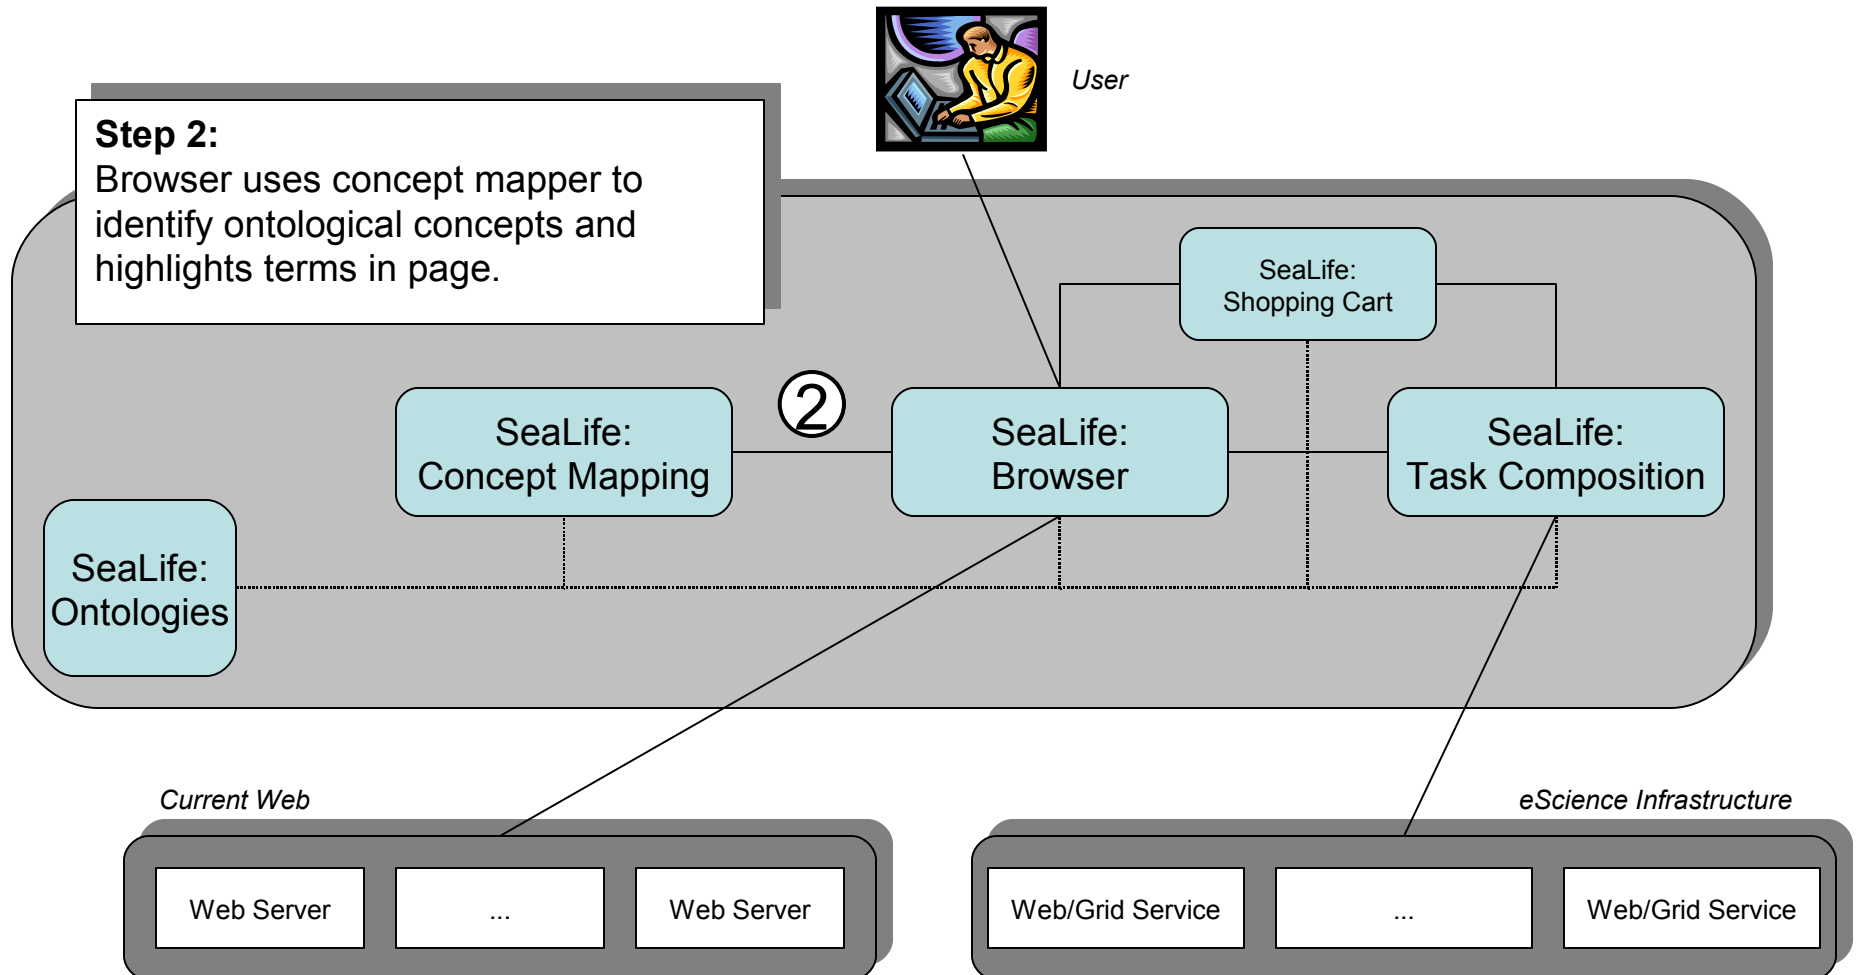 User
Step 2:
Browser uses concept mapper to
identify ontological concepts and
highlights terms in page.
SeaLife:
Shopping Cart
2
SeaLife:
Concept Mapping
SeaLife:
Browser
SeaLife:
Task Composition
SeaLife:
Ontologies
Current Web
eScience Infrastructure
Web Server
...
Web Server
Web/Grid Service
...
Web/Grid Service